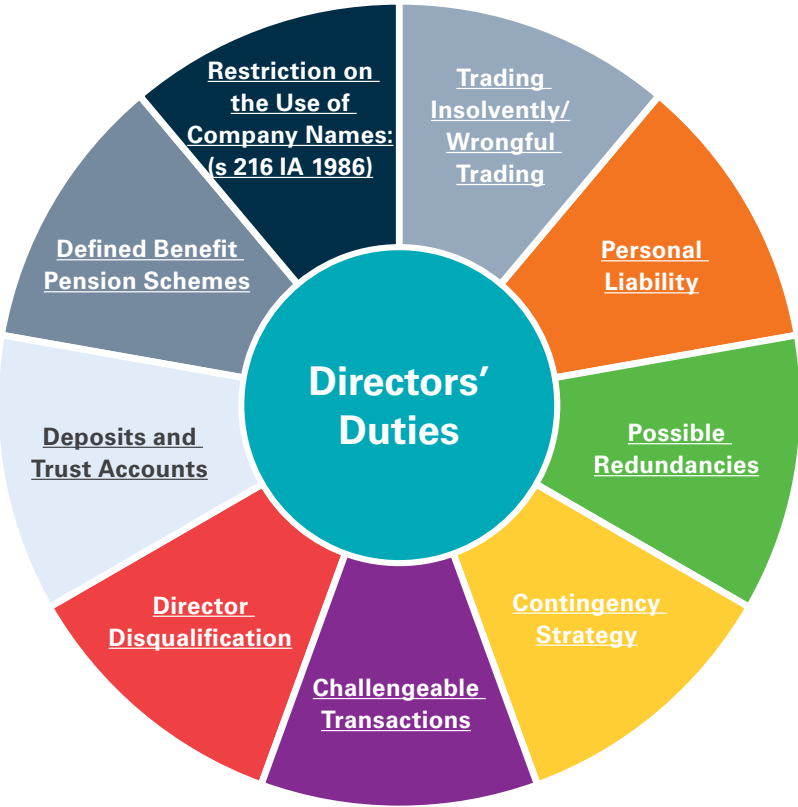 Restriction on
the Use of
Company Names:
(s 216 IA 1986)
Trading
Insolvently/
Wrongful
Trading
Defined Benefit
Pension Schemes
Personal
Liability
Directors’
Duties
Deposits and
Trust Accounts
Possible
Redundancies
Director
Disqualification
Contingency
Strategy
Challengeable
Transactions